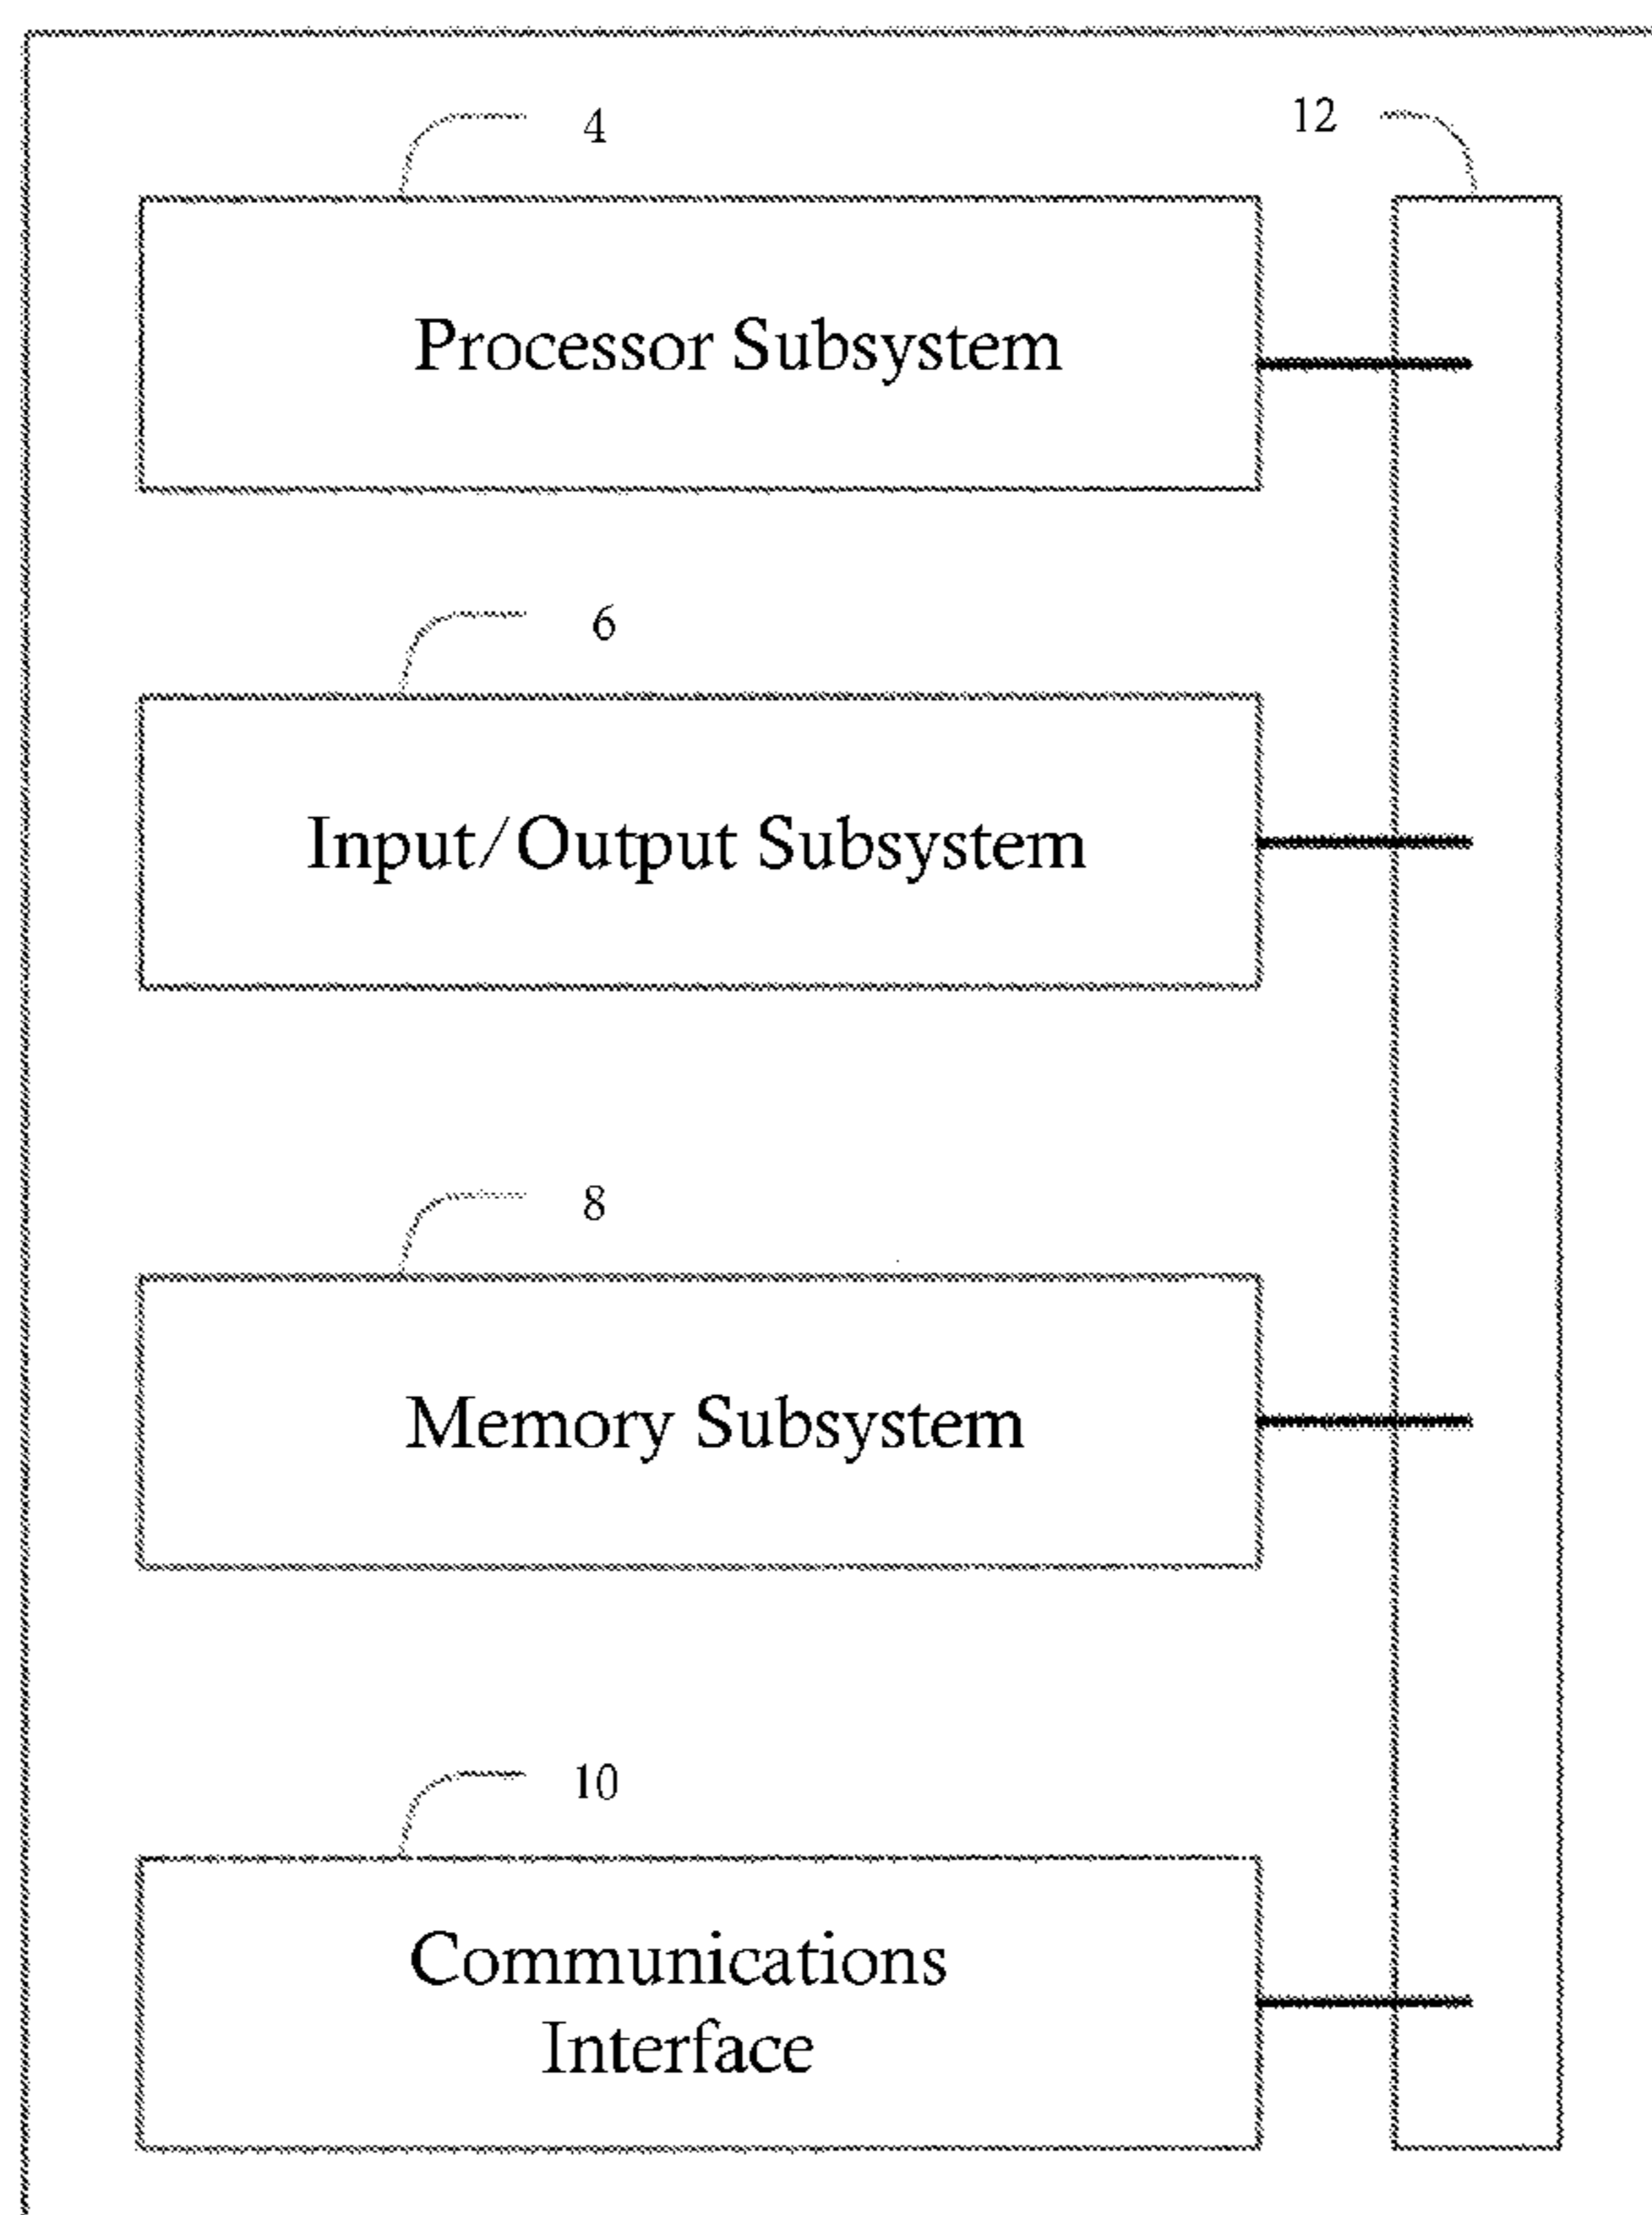 4
12
Processor Subsystem
6
Input/Output Subsystem
8
Memory Subsystem
10
Communications
Interface